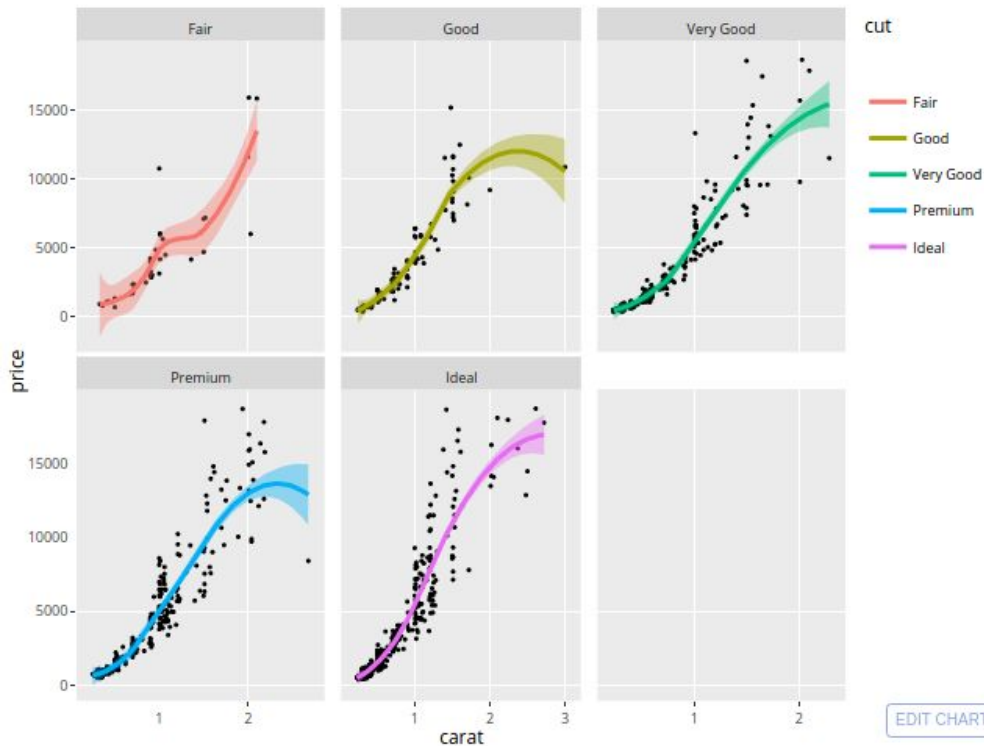 Fair
Good
Very Good
cut
15000
10000
5000
0
Fair
Good
Very Good
Premium
Ideal
price
Premium
Ideal
15000
10000
5000
0
1
2
1
2
3
1
2
carat
EDIT CHART